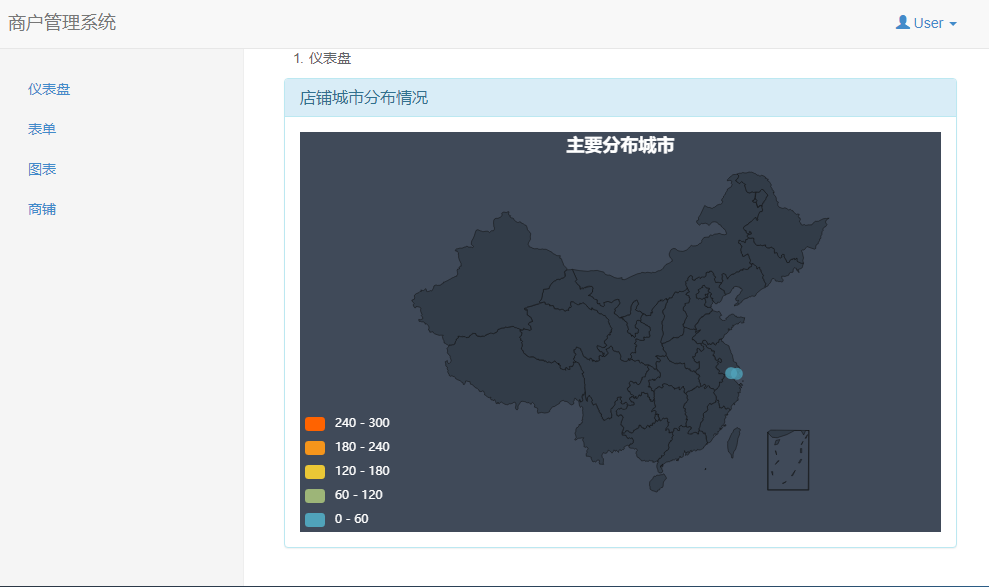 商户管理系统
User
仪表盘
表单
图表
商铺
1. 仪表盘
店铺城市分布情况
主要分布城市
240 - 300
180 - 240
120 - 180
60 - 120
0 - 60